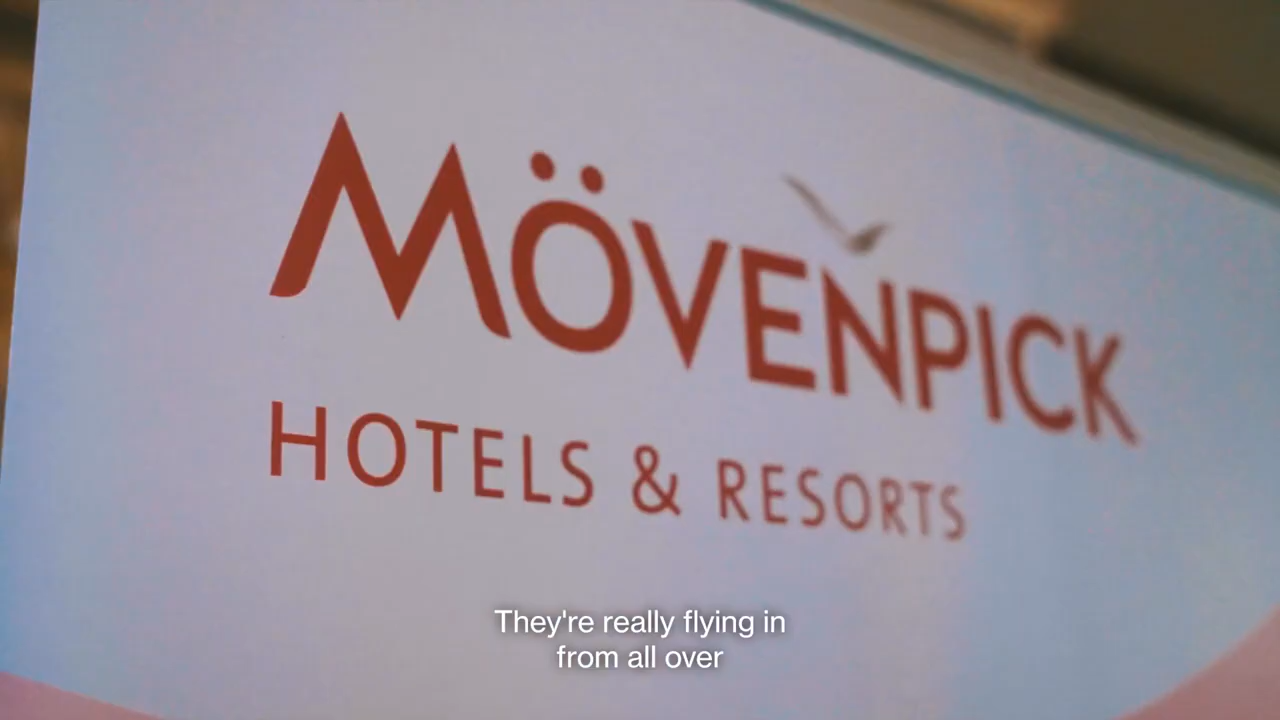 MÖVENPICK
HOTELS & RESORTS
They're really flying in
from all over